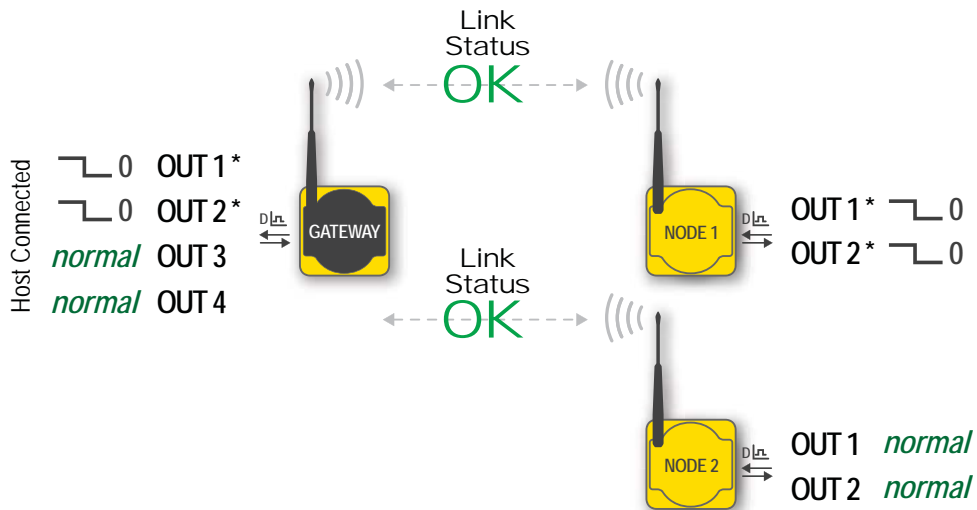 Link
Status
OK
Host Connected
0 OUT 1 *
0 OUT 2 *
normal OUT 3
normal OUT 4
D
GATEWAY
NODE 1
D
OUT 1 * 0
OUT 2 * 0
Link
Status
OK
NODE 2
D
OUT 1 normal
OUT 2 normal